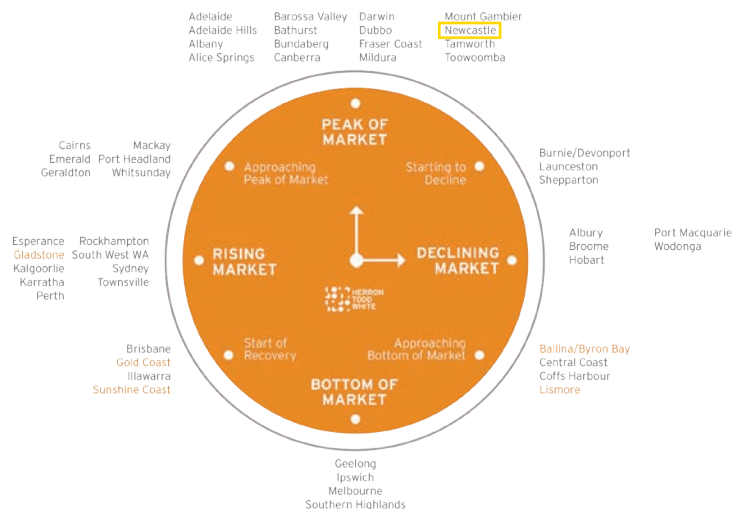 Adelaide
Adelaide Hills
Albany
Alice Springs
Barossa Valley
Bathurst
Bundaberg
Canberra
Darwin
Dubbo
Fraser Coast
Mildura
Mount Gambier
Newcastle
Tamworth
Toowoomba
PEAK OF
MARKET
Cairns
Emerald
Geraldton
Mackay
Port Headland
Whitsunday
Approaching
Peak of Market
Starting to
Decline
Burnie/Devonport
Launceston
Shepparton
Esperance
Gladstone
Kalgoorlie
Karratha
Perth
Rockhampton
South West WA
Sydney
Townsville
RISING
MARKET
DECLINING
MARKET
Albury
Broome
Hobart
Port Macquarie
Wodonga
HERRON
TODD
WHITE
Brisbane
Gold Coast
Illawarra
Sunshine Coast
Start of
Recovery
Approaching
Bottom of Market
Ballina/Byron Bay
Central Coast
Coffs Harbour
Lismore
BOTTOM OF
MARKET
Geelong
Ipswich
Melbourne
Southern Highlands